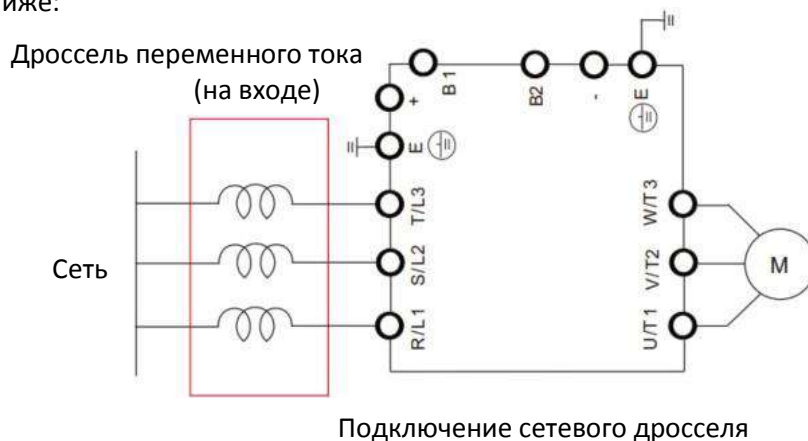 иже:
Дроссель переменного тока
(на входе)
B1
B2
-
E
+
E
T/L3
W/T3
Сеть
S/L2
V/T2
M
R/L1
U/T1
Подключение сетевого дросселя